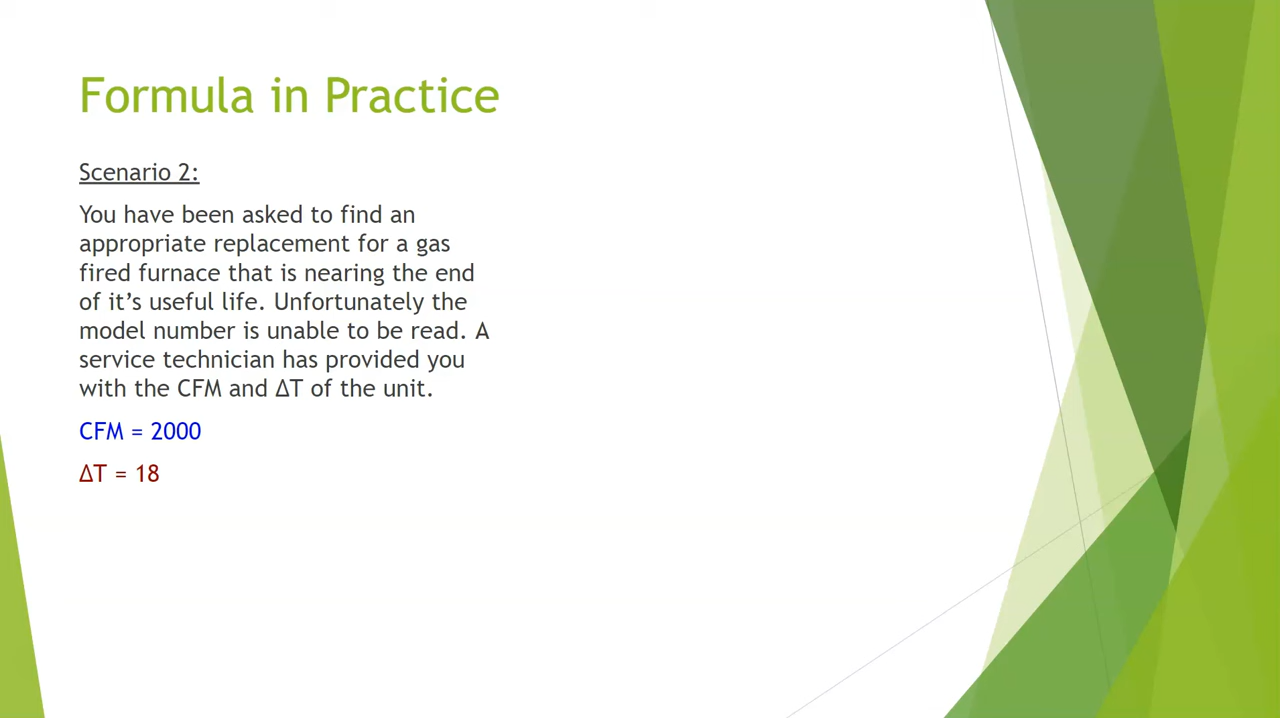 Formula in Practice
Scenario 2:
You have been asked to find an
appropriate replacement for a gas
fired furnace that is nearing the end
of it’s useful life. Unfortunately the
model number is unable to be read. A
service technician has provided you
with the CFM and ΔT of the unit.
CFM = 2000
ΔT = 18